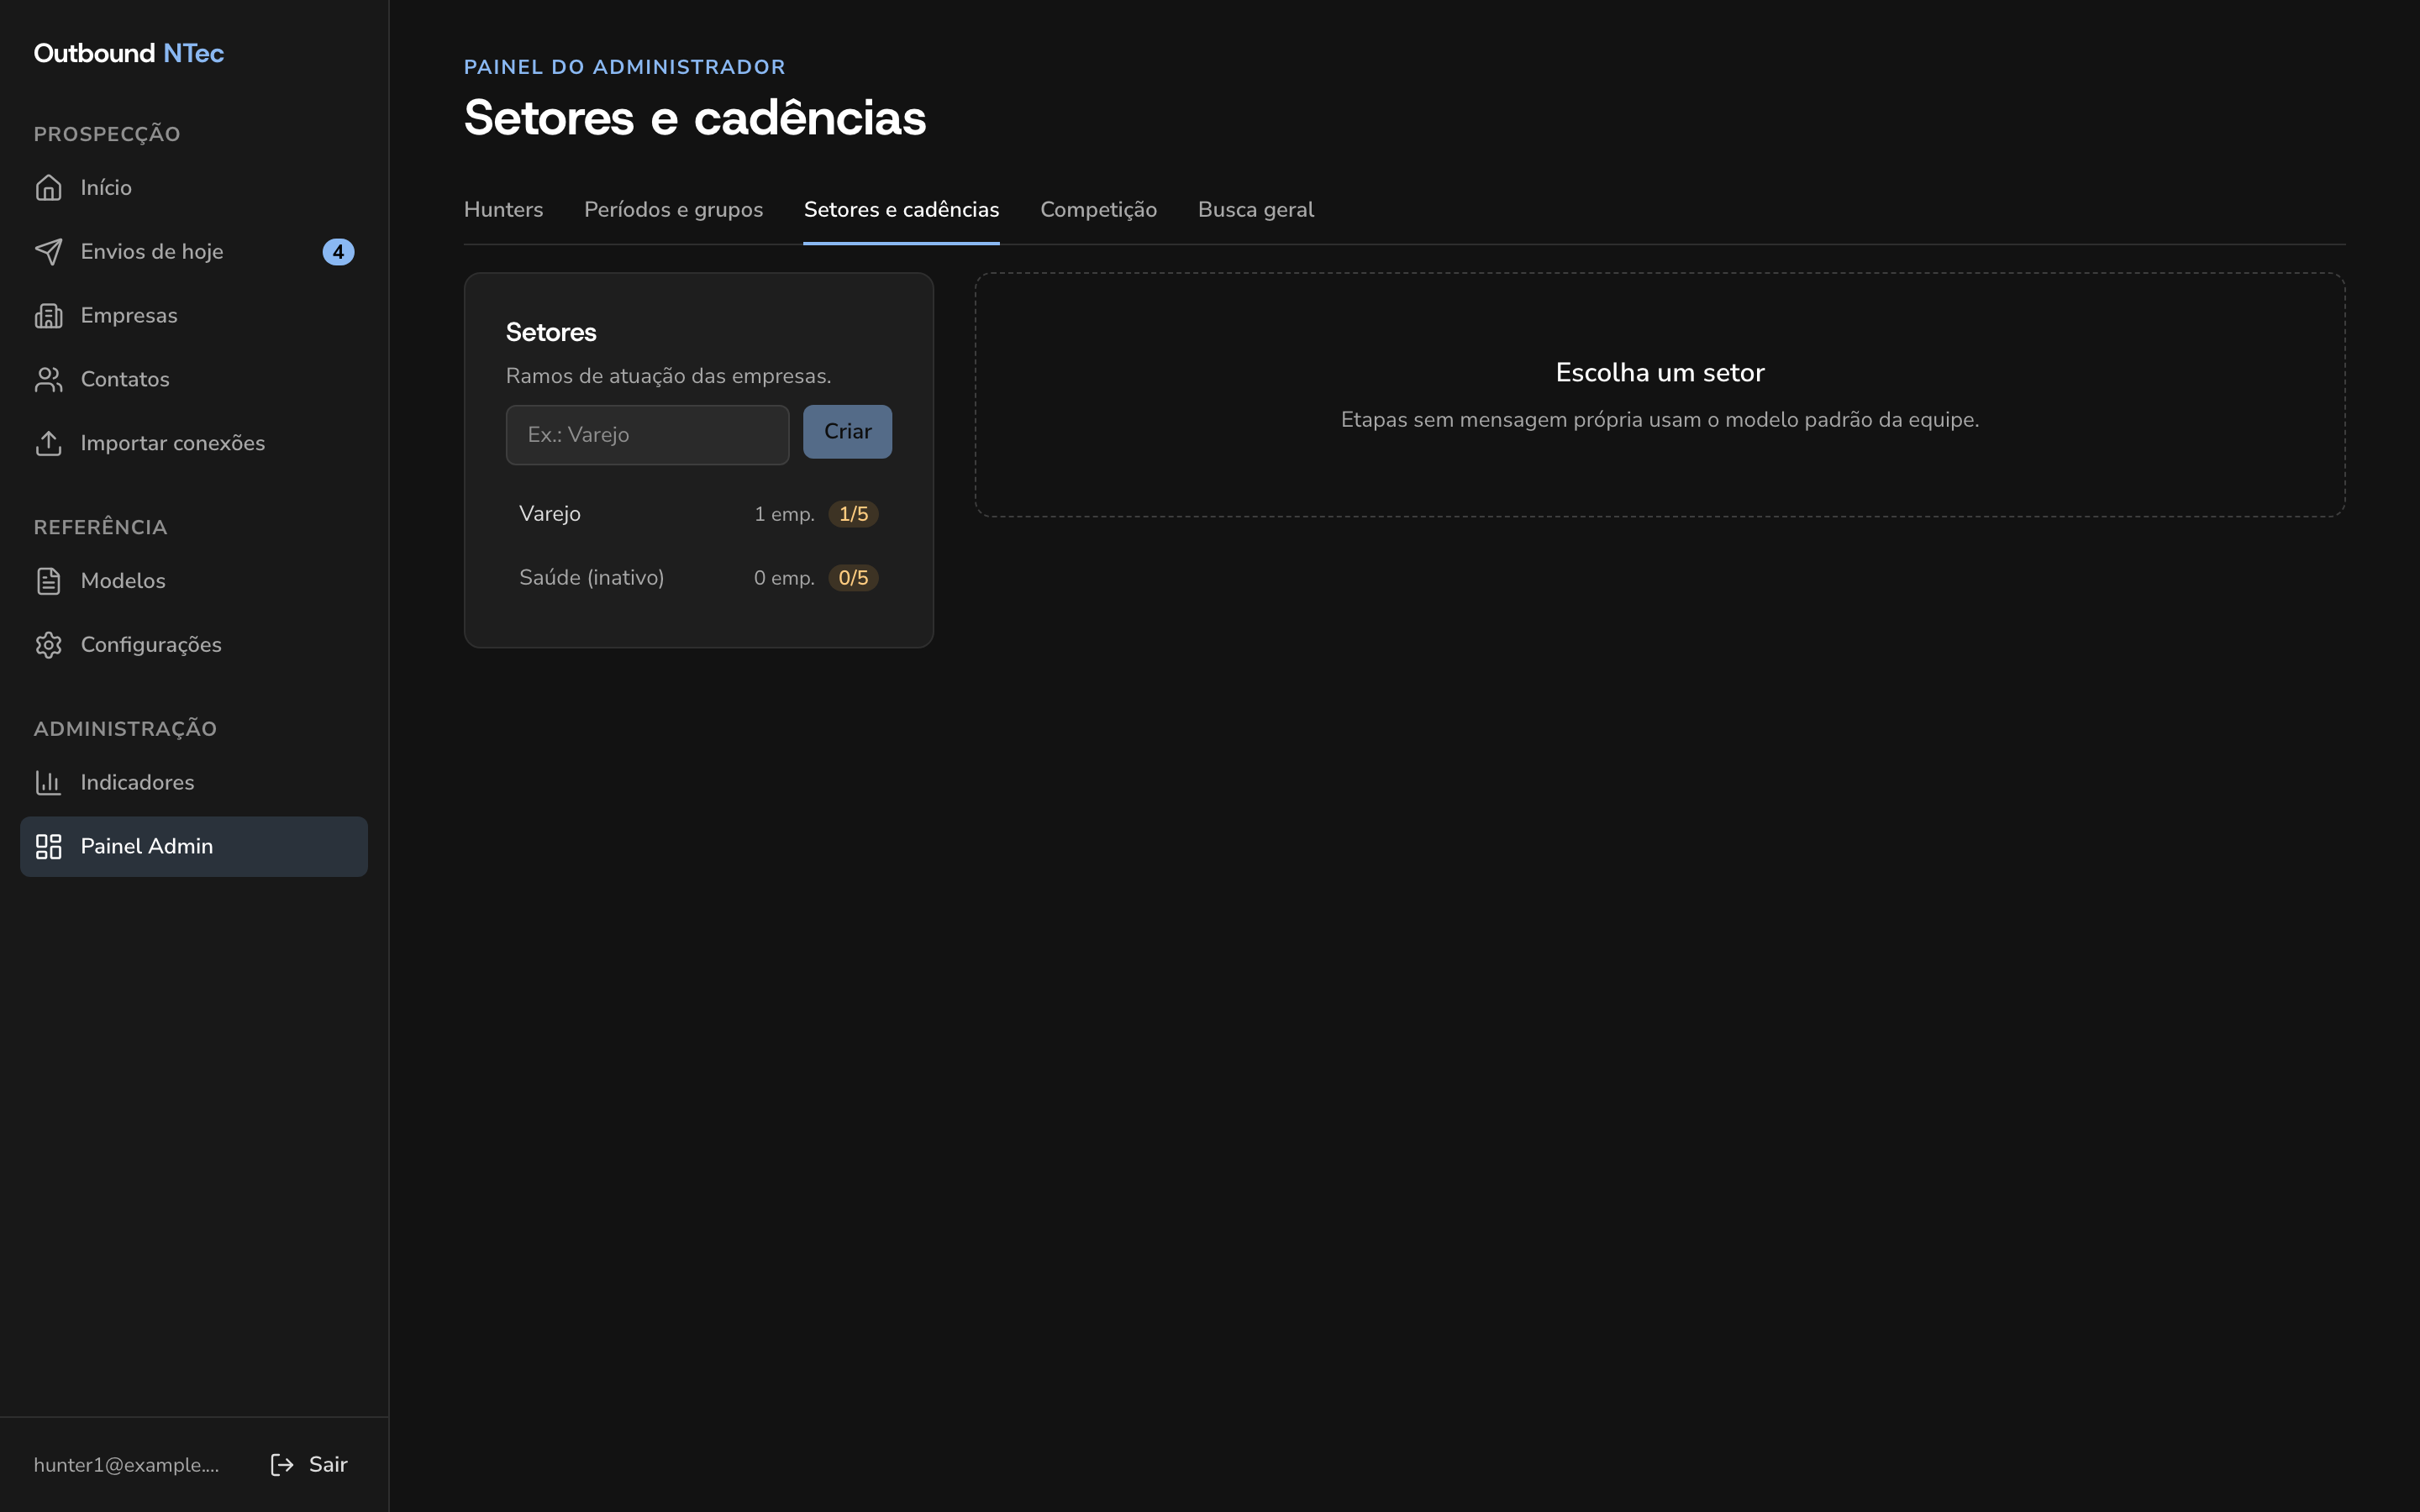 Outbound NTec
PROSPECÇÃO
Início
Envios de hoje 4
Empresas
Contatos
Importar conexões
REFERÊNCIA
Modelos
Configurações
ADMINISTRAÇÃO
Indicadores
Painel Admin
hunter1@example.... Sair
PAINEL DO ADMINISTRADOR
Setores e cadências
Hunters Períodos e grupos Setores e cadências Competição Busca geral
Setores
Ramos de atuação das empresas.
Ex.: Varejo Criar
Varejo 1 emp. 1/5
Saúde (inativo) 0 emp. 0/5
Escolha um setor
Etapas sem mensagem própria usam o modelo padrão da equipe.